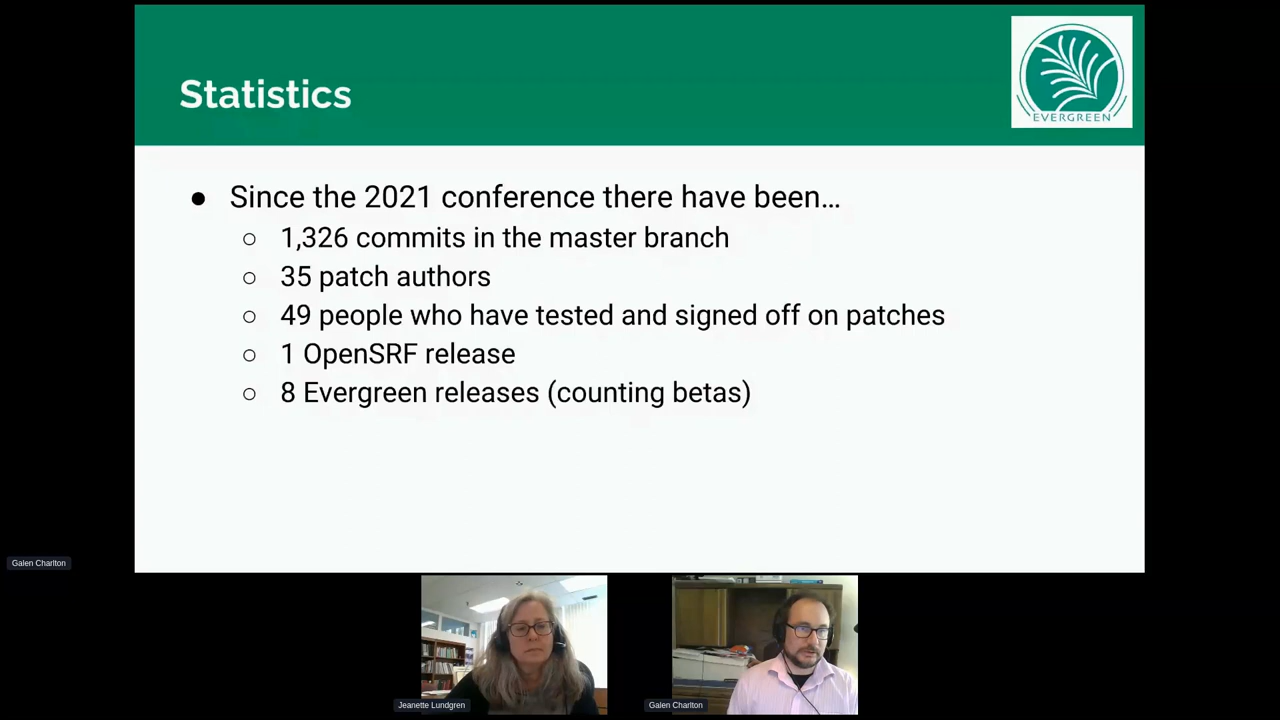 Statistics
EVERGREEN
● Since the 2021 conference there have been…
○ 1,326 commits in the master branch
○ 35 patch authors
○ 49 people who have tested and signed off on patches
○ 1 OpenSRF release
○ 8 Evergreen releases (counting betas)
Galen Charlton
Jeanette Lundgren
Galen Charlton